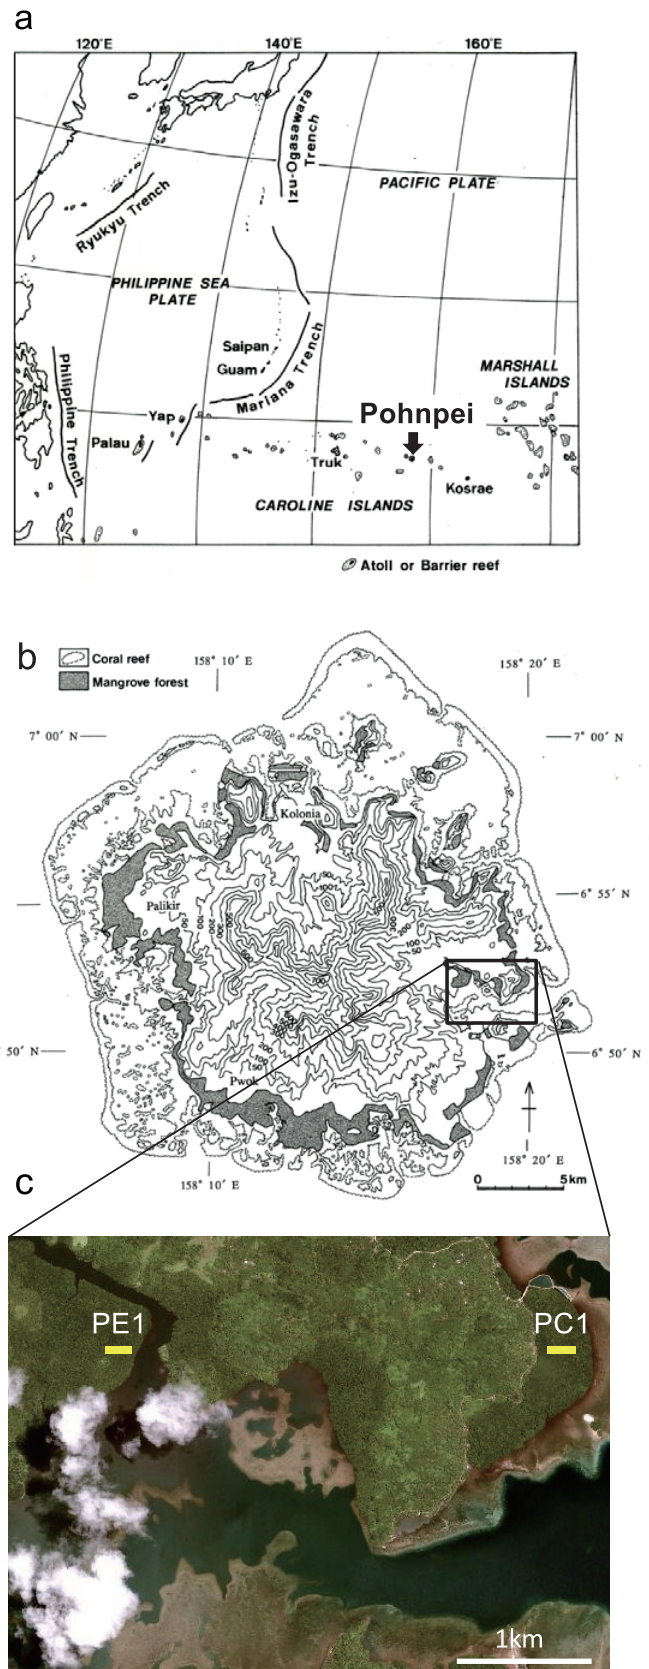 a
120°E 140°E 160°E
Izu-Ogasawara
Trench
PACIFIC PLATE
Ryukyu Trench
PHILIPPINE SEA
PLATE
Saipan
Guam
Mariana Trench
MARSHALL
ISLANDS
Philippine Trench
Yap
Pohnpei
Palau
Truk
Kosrae
CAROLINE ISLANDS
Atoll or Barrier reef
b
Coral reef
Mangrove forest
158° 10′ E
158° 20′ E
7° 00′ N
7° 00′ N
Kolonia
6° 55′ N
Palikir
50′ N
6° 50′ N
Pwok
158° 10′ E
158° 20′ E
0 5km
c
PE1
PC1
1km